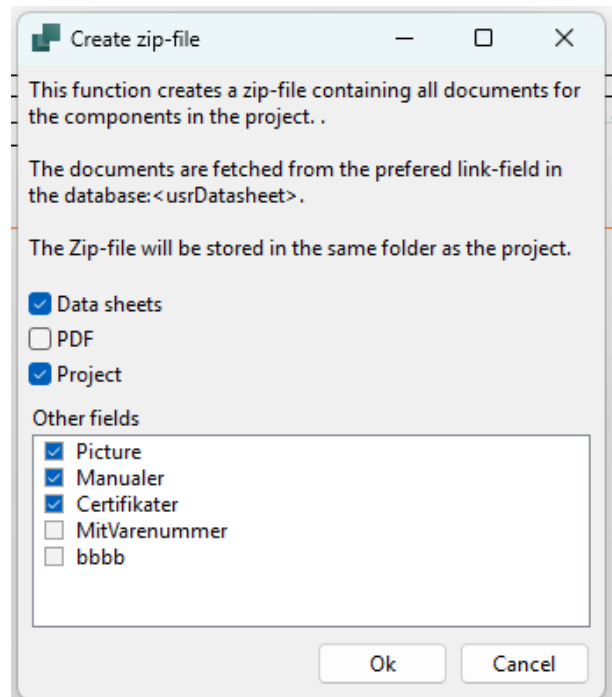 Create zip-file
This function creates a zip-file containing all documents for
the components in the project. .
The documents are fetched from the prefered link-field in
the database:<usrDatasheet>.
The Zip-file will be stored in the same folder as the project.
Data sheets
PDF
Project
Other fields
Picture
Manualer
Certifikater
MitVarenummer
bbbb
Ok Cancel